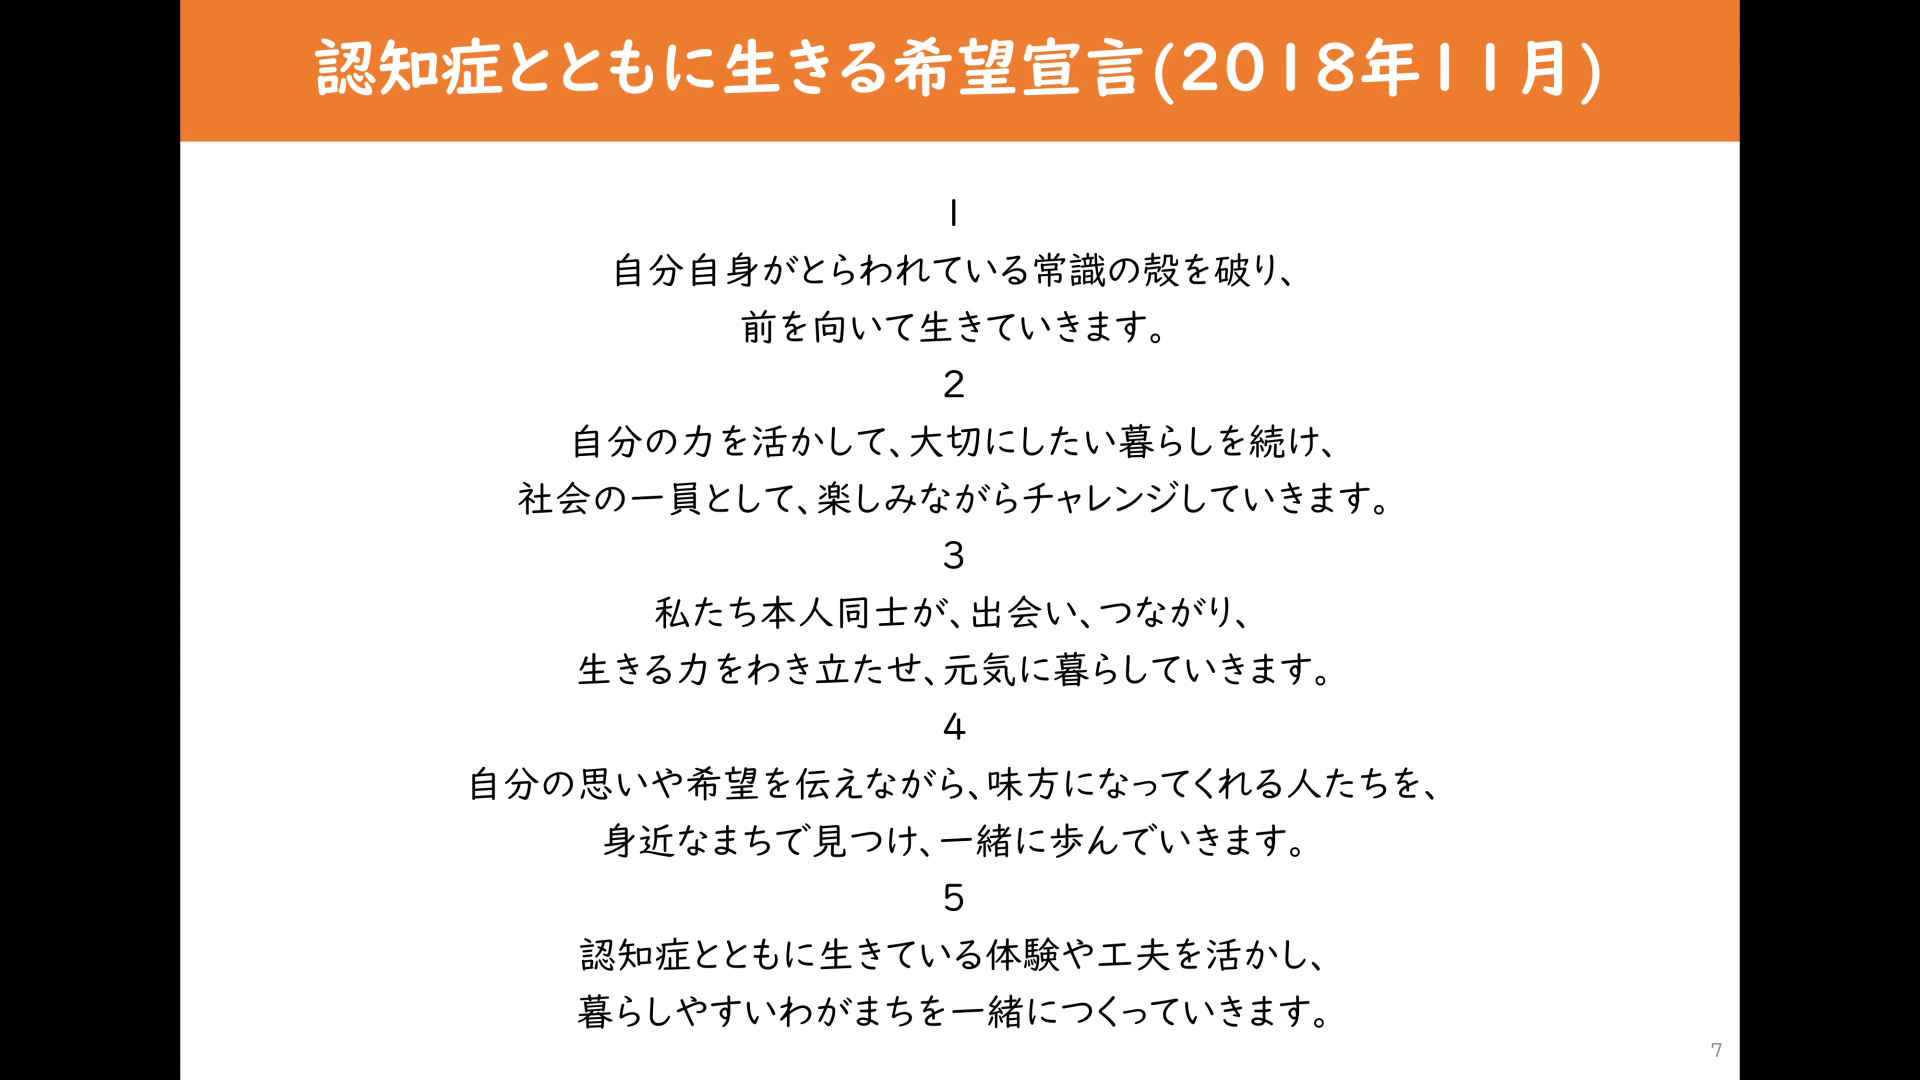 認知症とともに生きる希望宣言(2018年11月)
1
自分自身がとらわれている常識の殻を破り、
前を向いて生きていきます。
2
自分の力を活かして、大切にしたい暮らしを続け、
社会の一員として、楽しみながらチャレンジしていきます。
3
私たち本人同士が、出会い、つながり、
生きる力をわき立たせ、元気に暮らしていきます。
4
自分の思いや希望を伝えながら、味方になってくれる人たちを、
身近なまちで見つけ、一緒に歩んでいきます。
5
認知症とともに生きている体験や工夫を活かし、
暮らしやすいわがまちを一緒につくっていきます。
7